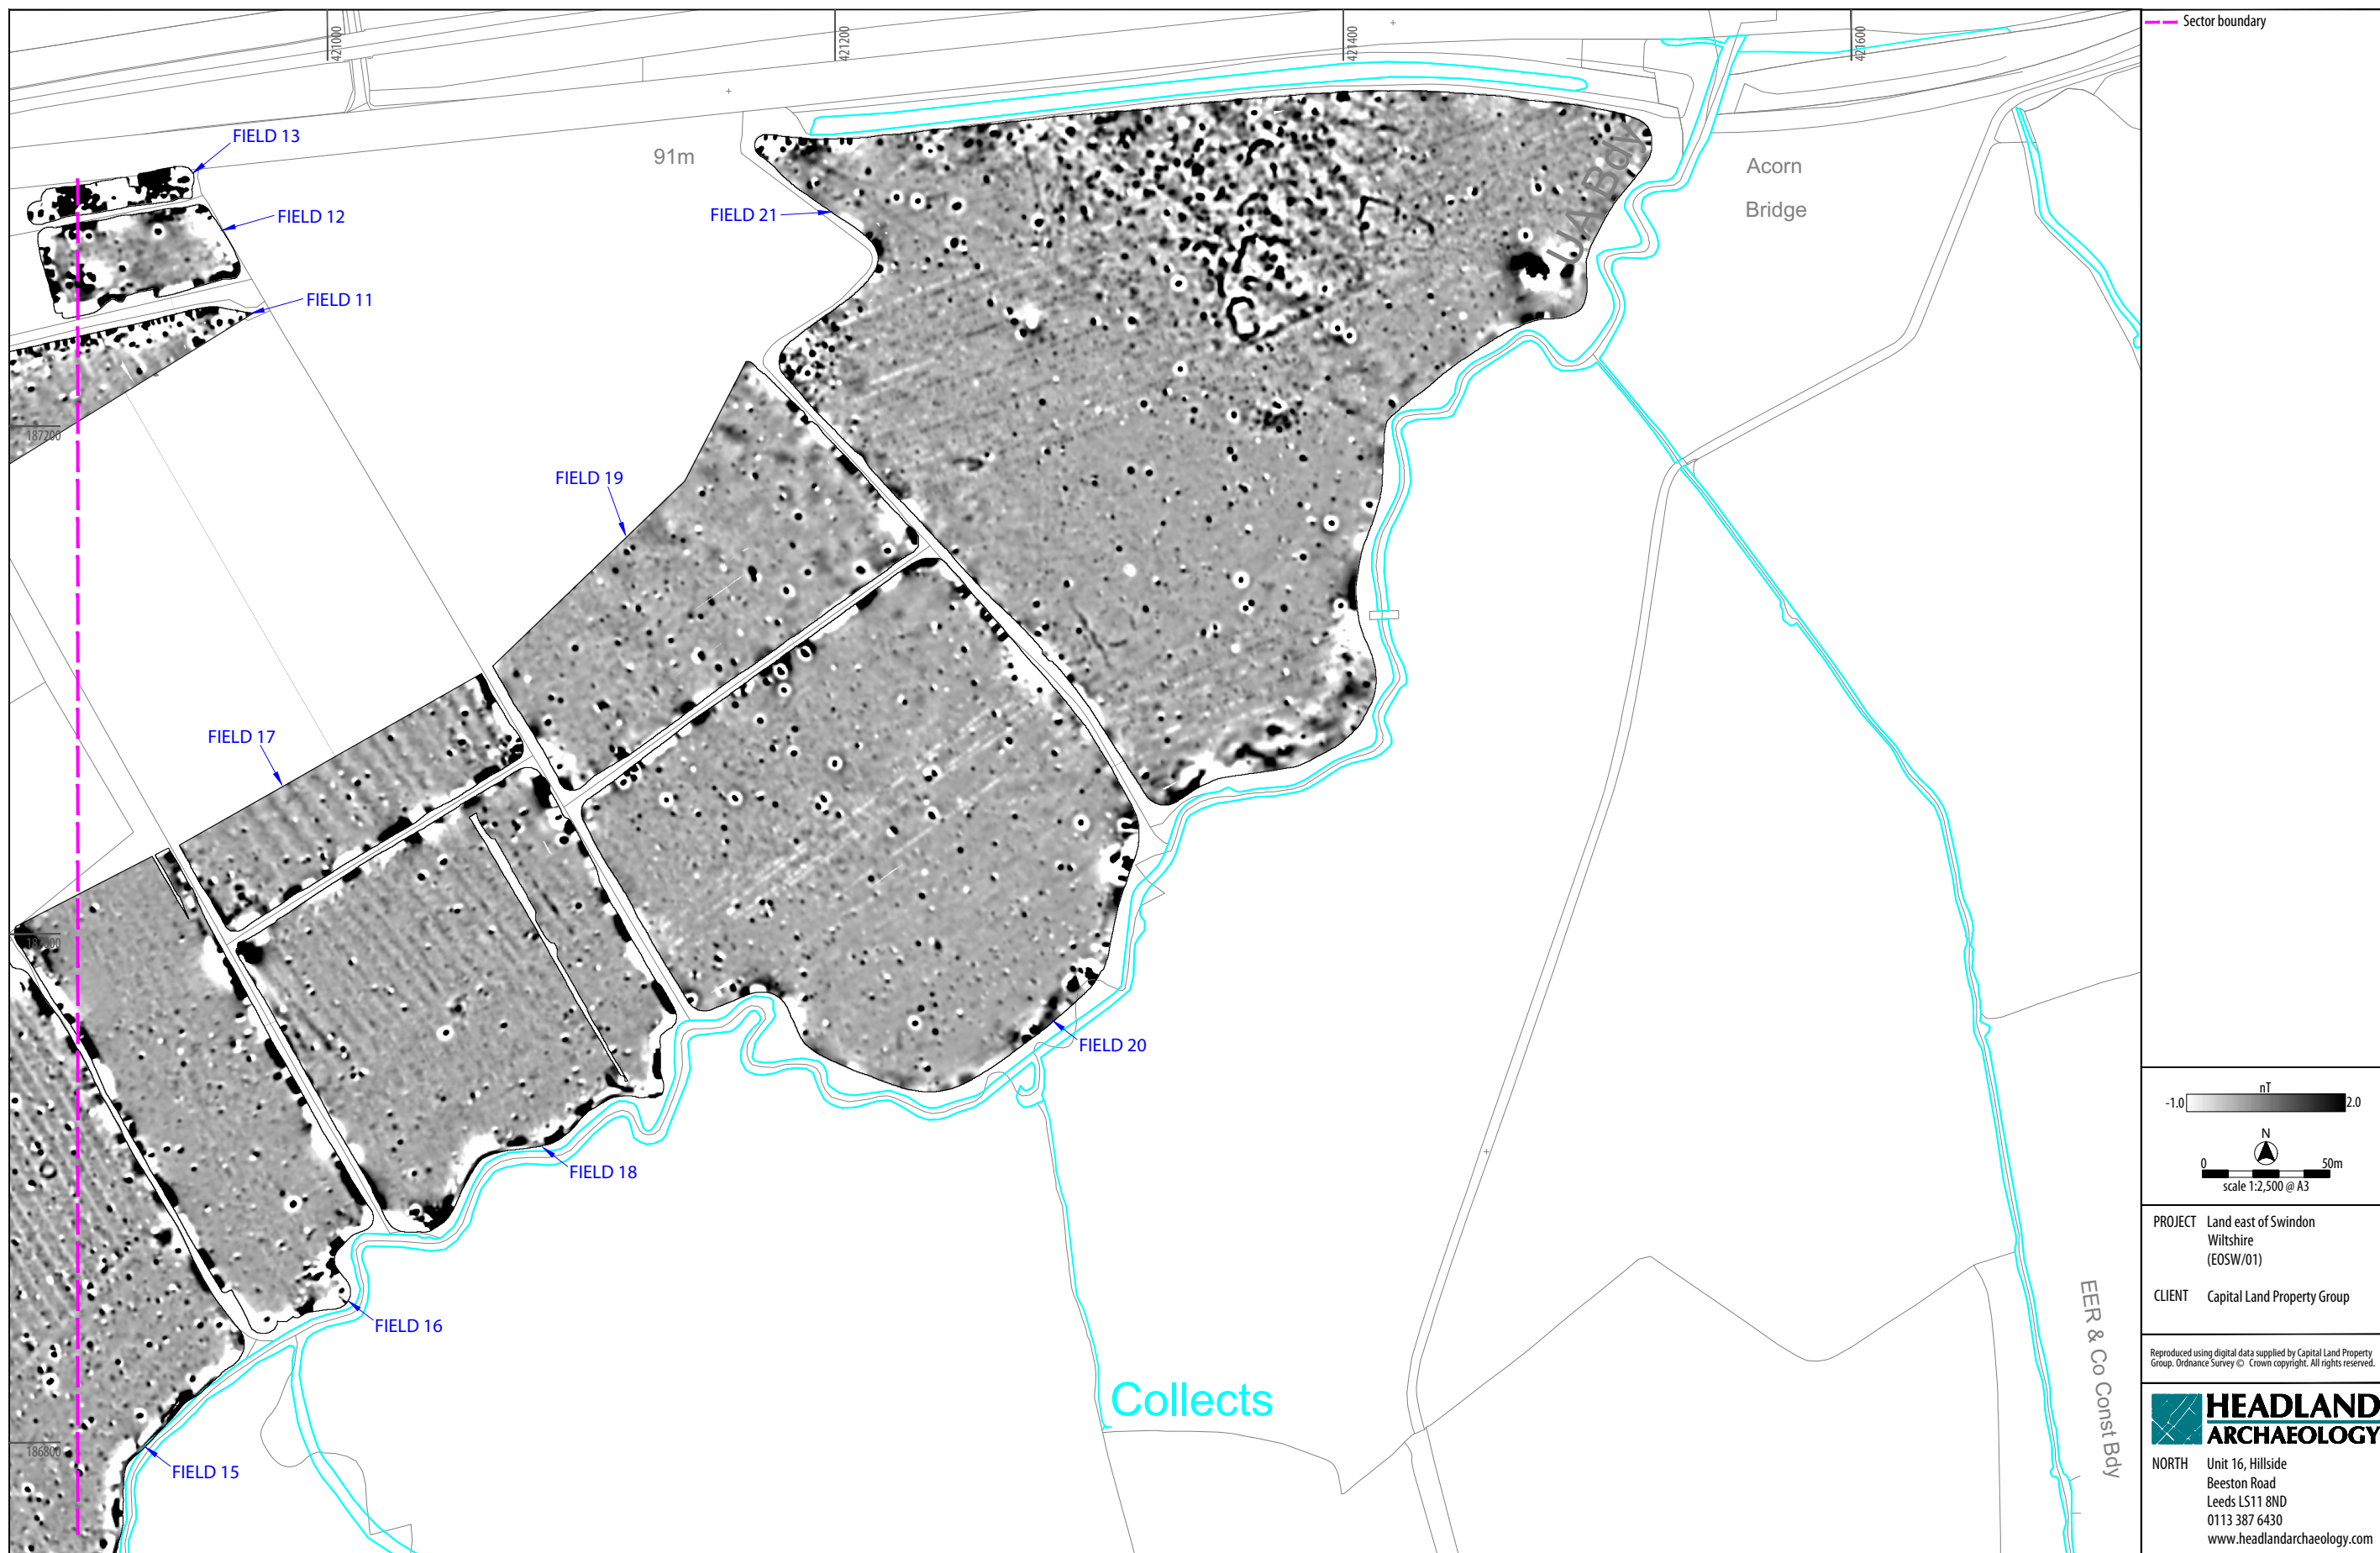 421000
421200
421400
421600
Sector boundary
FIELD 13
91m
Acorn
Bridge
UA Bdy
FIELD 12
FIELD 21
FIELD 11
187200
FIELD 19
FIELD 17
187000
FIELD 20
FIELD 18
FIELD 16
FIELD 15
186800
Collects
EER & Co Const Bdy
nT
-1.0
2.0
N
0
50m
scale 1:2,500 @ A3
PROJECT Land east of Swindon
Wiltshire
(EOSW/01)
CLIENT Capital Land Property Group
Reproduced using digital data supplied by Capital Land Property
Group. Ordnance Survey © Crown copyright. All rights reserved.
HEADLAND
ARCHAEOLOGY
NORTH Unit 16, Hillside
Beeston Road
Leeds LS11 8ND
0113 387 6430
www.headlandarchaeology.com